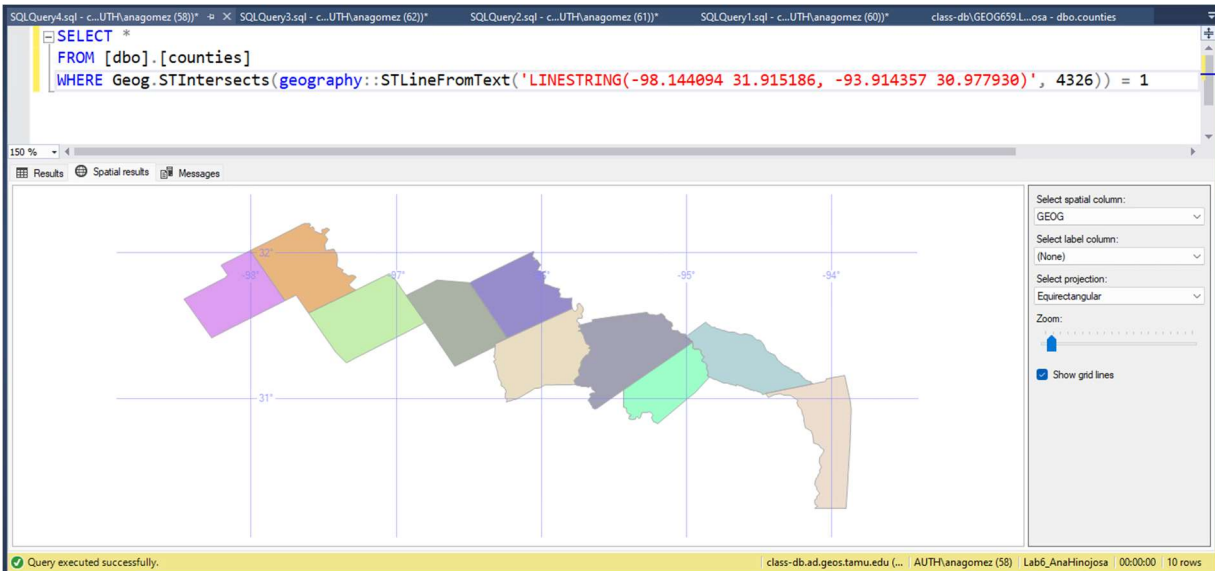 SQLQuery4.sql - c...UTH\anagomez (58))* SQLQuery3.sql - c...UTH\anagomez (62))* SQLQuery2.sql - c...UTH\anagomez (61))* SQLQuery1.sql - c...UTH\anagomez (60))* class-db\GEOG659.L...osa - dbo.counties
SELECT *
FROM [dbo].[counties]
WHERE Geog.STIntersects(geography::STLineFromText('LINESTRING(-98.144094 31.915186, -93.914357 30.977930)', 4326)) = 1
150 %
Results Spatial results Messages
Select spatial column:
GEOG
Select label column:
(None)
Select projection:
Equirectangular
Zoom:
Show grid lines
32°
-98° -97° -95° -94°
31°
Query executed successfully. class-db.ad.geos.tamu.edu (... AUTH\anagomez (58) Lab6_AnaHinojosa 00:00:00 10 rows